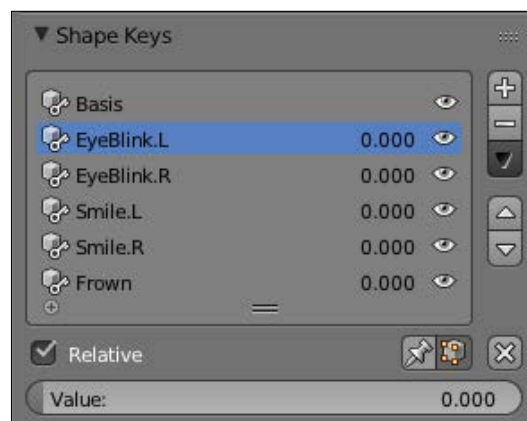 Shape Keys
Basis
EyeBlink.L 0.000
EyeBlink.R 0.000
Smile.L 0.000
Smile.R 0.000
Frown 0.000
Relative
Value: 0.000